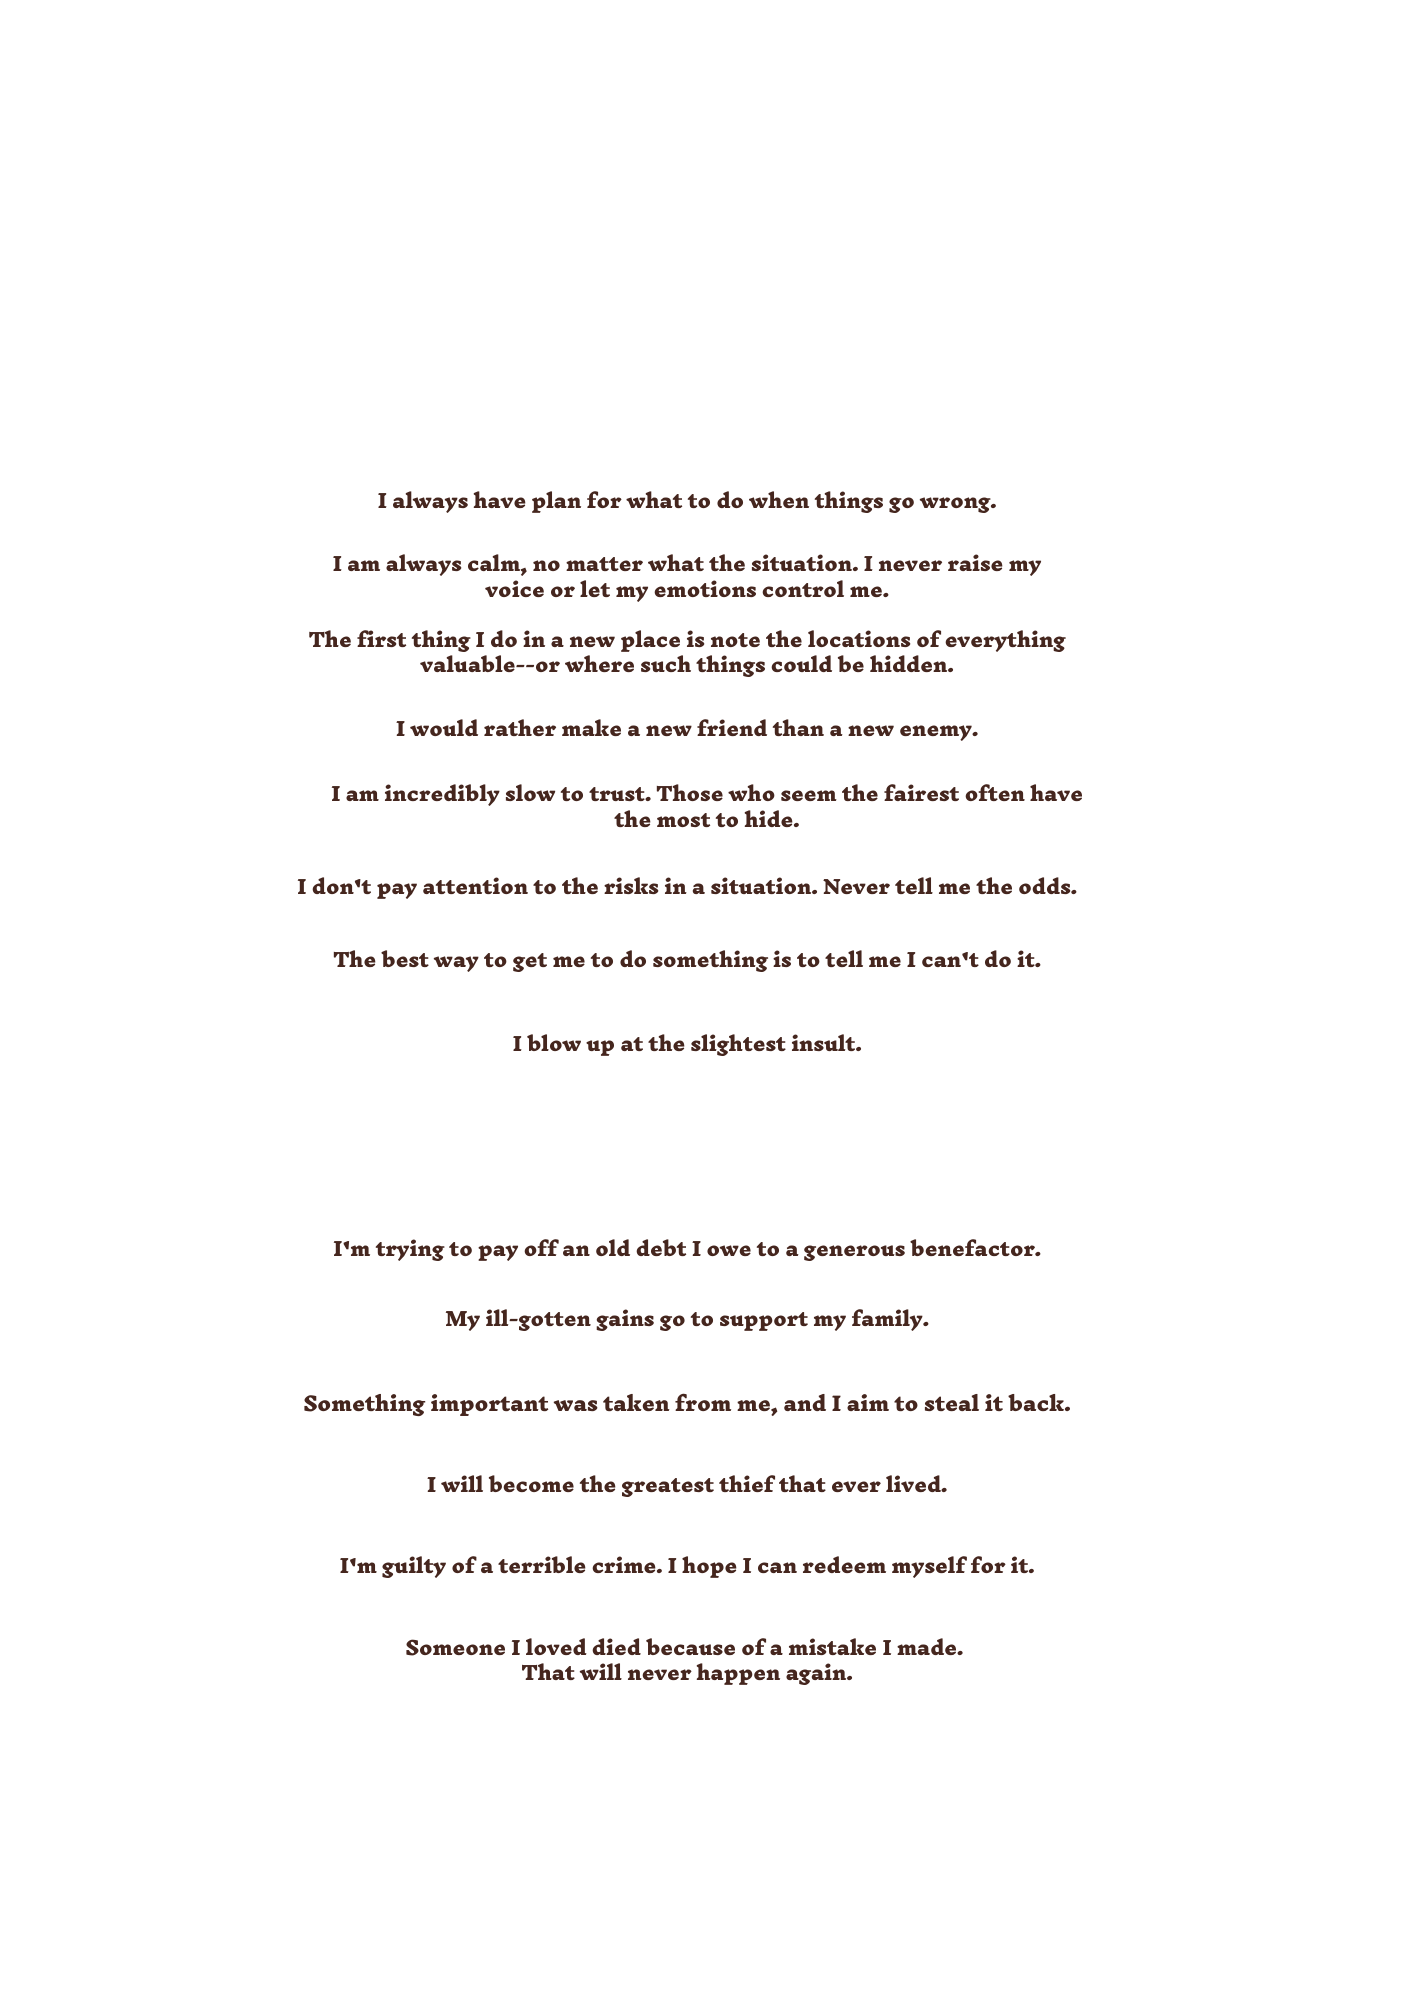 I always have plan for what to do when things go wrong.
I am always calm, no matter what the situation. I never raise my
voice or let my emotions control me.
The first thing I do in a new place is note the locations of everything
valuable--or where such things could be hidden.
I would rather make a new friend than a new enemy.
I am incredibly slow to trust. Those who seem the fairest often have
the most to hide.
I don't pay attention to the risks in a situation. Never tell me the odds.
The best way to get me to do something is to tell me I can't do it.
I blow up at the slightest insult.
I'm trying to pay off an old debt I owe to a generous benefactor.
My ill-gotten gains go to support my family.
Something important was taken from me, and I aim to steal it back.
I will become the greatest thief that ever lived.
I'm guilty of a terrible crime. I hope I can redeem myself for it.
Someone I loved died because of a mistake I made.
That will never happen again.